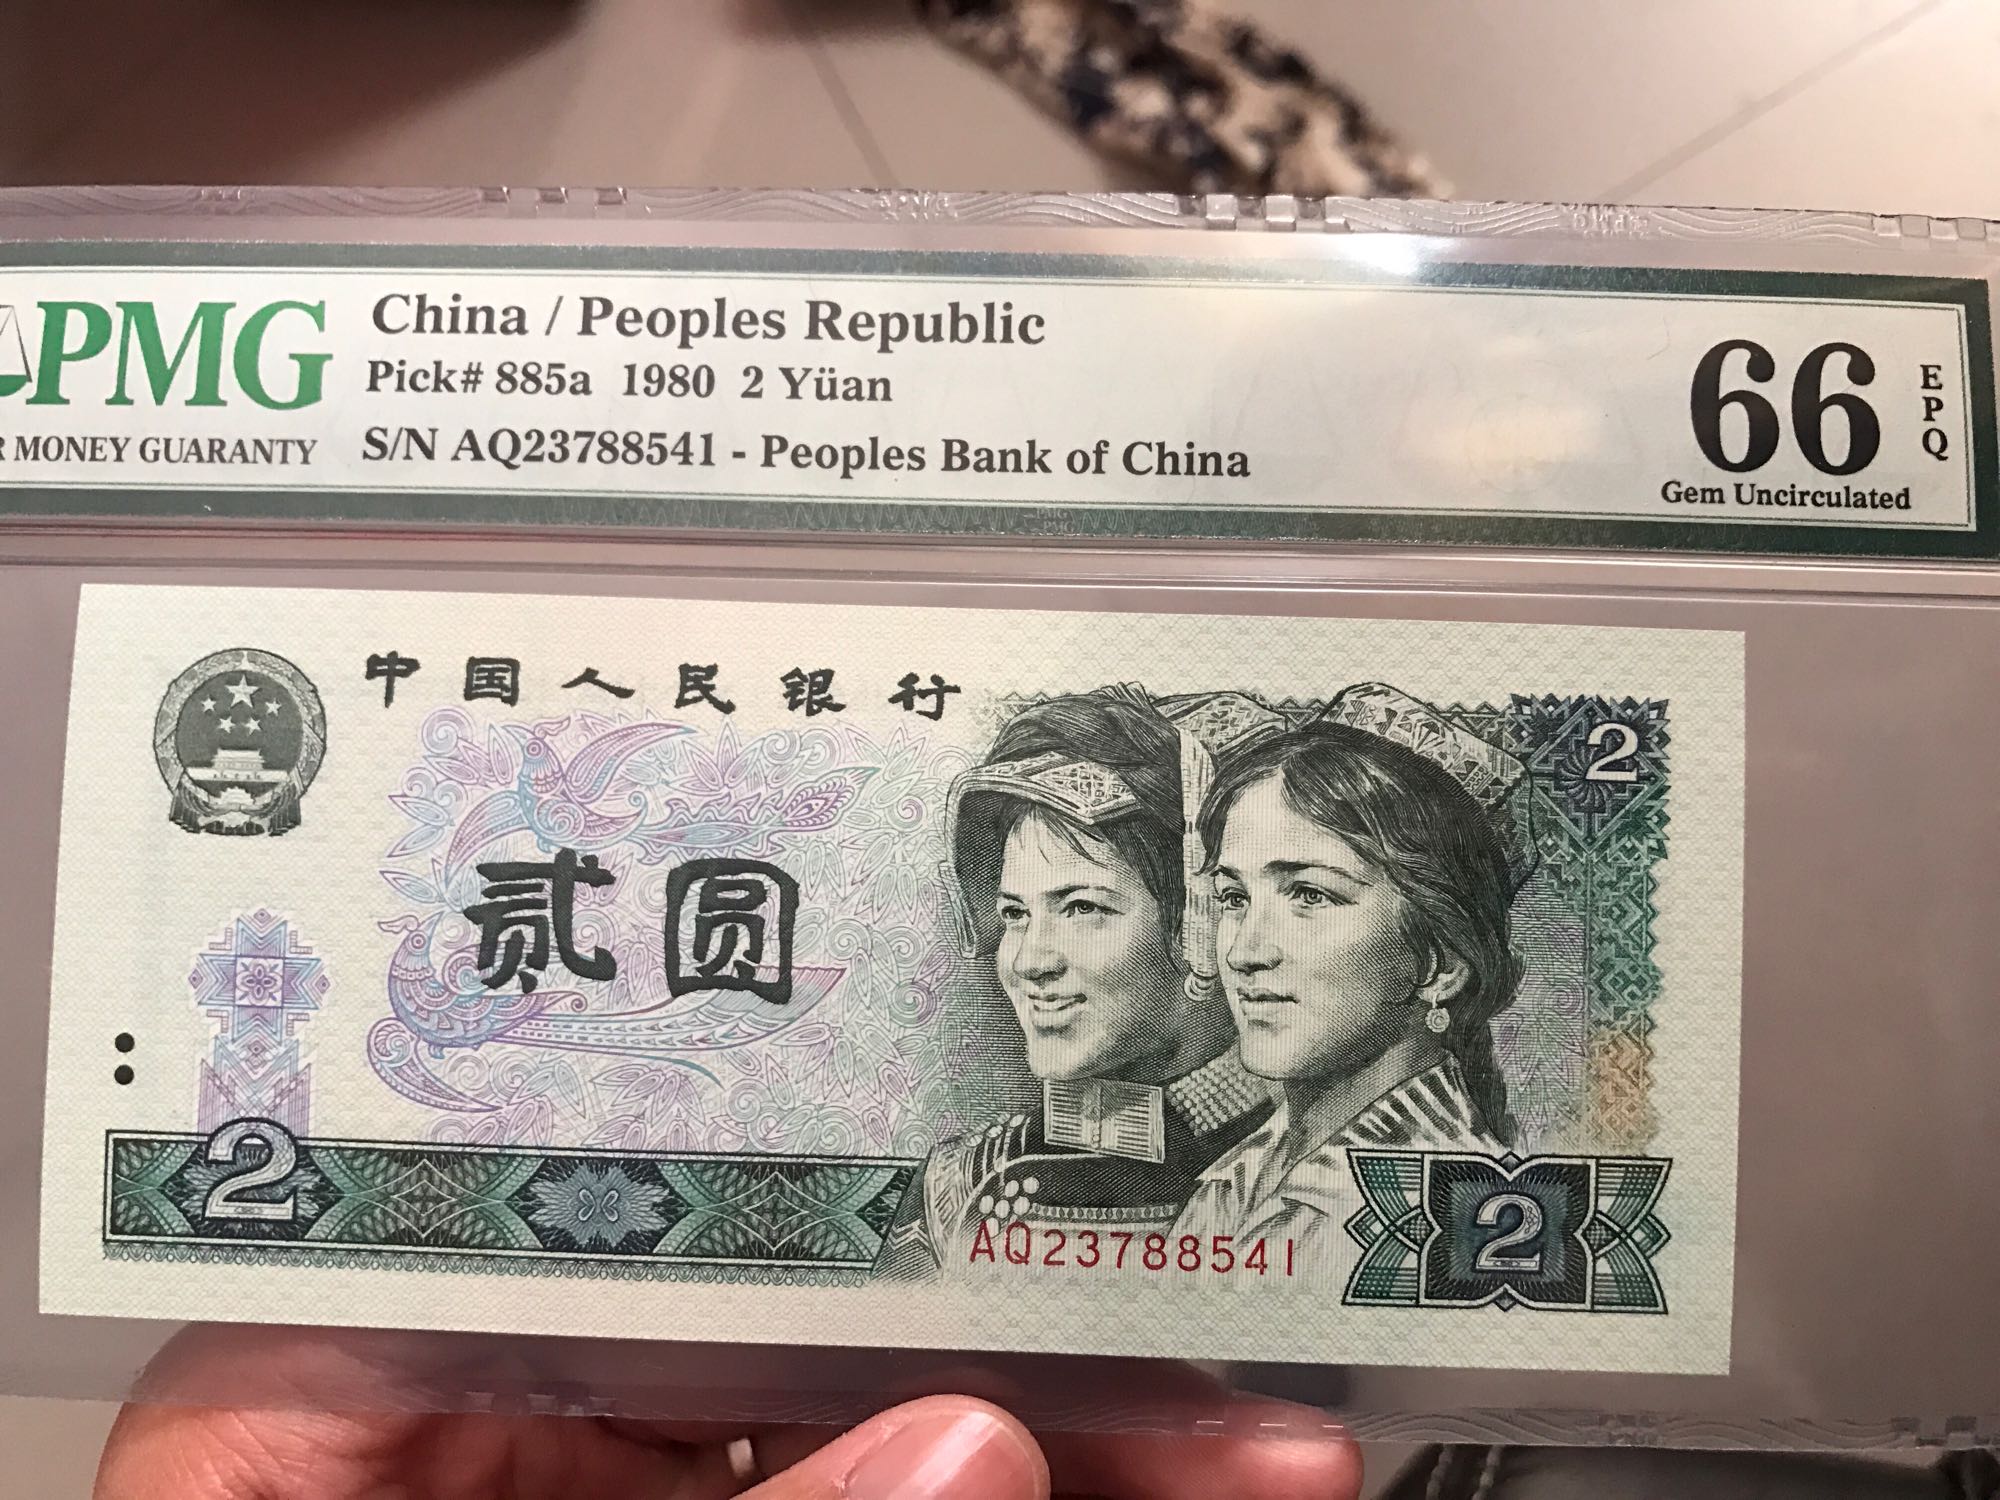 PMG
MONEY GUARANTY
China / Peoples Republic
Pick# 885a 1980 2 Yüan
S/N AQ23788541 - Peoples Bank of China
66
EPQ
Gem Uncirculated
中国人民银行
2
贰圆
2
AQ23788541
2